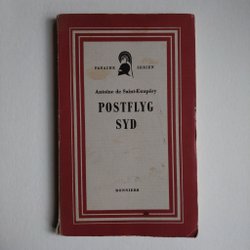 PANACHE SERIEN
Antoine de Saint-Exupéry
POSTFLYG
SYD
BONNIERS